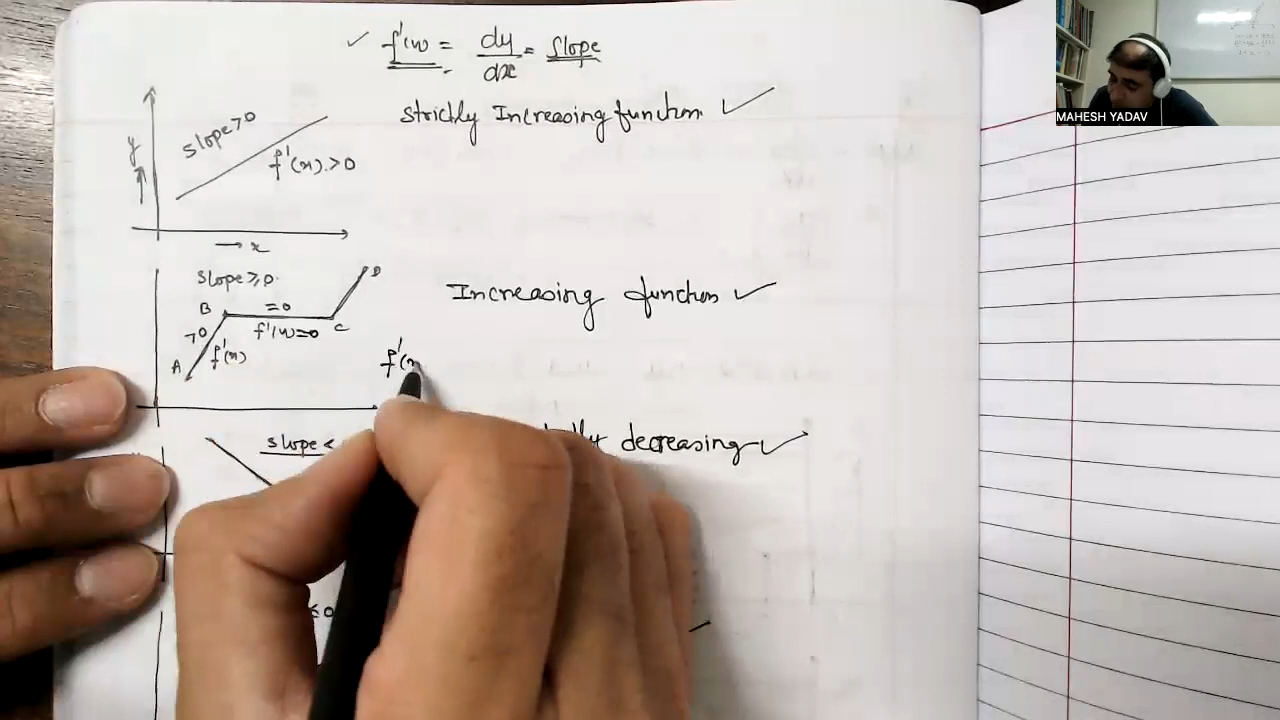 ✓ f'(x) = dy/dx = slope
Strictly Increasing function ✓
slope > 0
f'(x) > 0
y
→ x
slope ≥ 0
Increasing function ✓
D
B
= 0
C
f'(x) = 0
> 0
A
f'(x)
f'(x
slope <
decreasing ✓
≤ 0
MAHESH YADAV